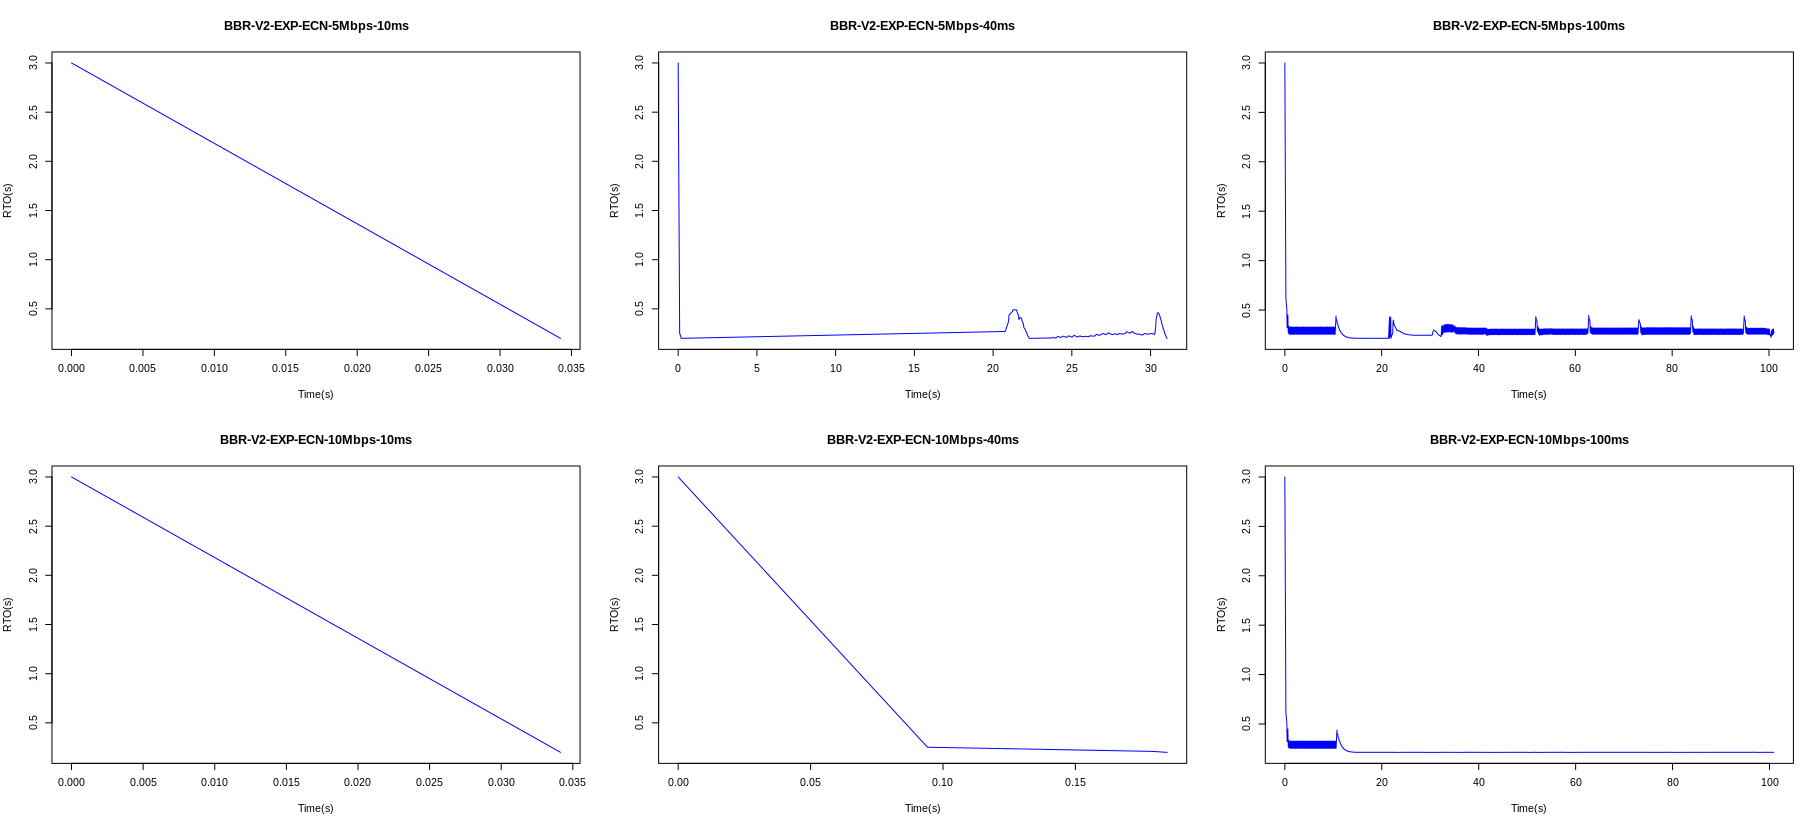 BBR-V2-EXP-ECN-5Mbps-10ms
RTO(s)
3.0
2.5
2.0
1.5
1.0
0.5
0.000 0.005 0.010 0.015 0.020 0.025 0.030 0.035
Time(s)
BBR-V2-EXP-ECN-5Mbps-40ms
RTO(s)
3.0
2.5
2.0
1.5
1.0
0.5
0 5 10 15 20 25 30
Time(s)
BBR-V2-EXP-ECN-5Mbps-100ms
RTO(s)
3.0
2.5
2.0
1.5
1.0
0.5
0 20 40 60 80 100
Time(s)
BBR-V2-EXP-ECN-10Mbps-10ms
RTO(s)
3.0
2.5
2.0
1.5
1.0
0.5
0.000 0.005 0.010 0.015 0.020 0.025 0.030 0.035
Time(s)
BBR-V2-EXP-ECN-10Mbps-40ms
RTO(s)
3.0
2.5
2.0
1.5
1.0
0.5
0.00 0.05 0.10 0.15
Time(s)
BBR-V2-EXP-ECN-10Mbps-100ms
RTO(s)
3.0
2.5
2.0
1.5
1.0
0.5
0 20 40 60 80 100
Time(s)